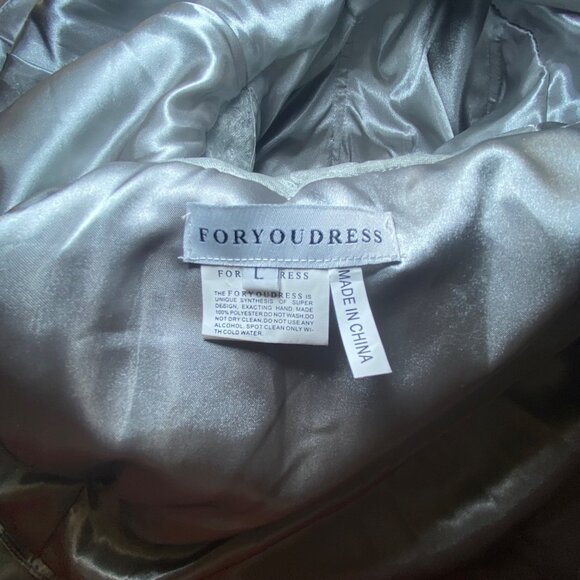 FORYOUDRESS
FOR L RESS
THE FORYOUDRESS IS
UNIQUE SYNTHESIS OF SUPER
DESIGN, EXACTING HAND MADE
100% POLYESTER.DO NOT WASH.DO
NOT DRY CLEAN.DO NOT USE ANY
ALCOHOL. SPOT CLEAN ONLY WI-
TH COLD WATER.
MADE IN CHINA